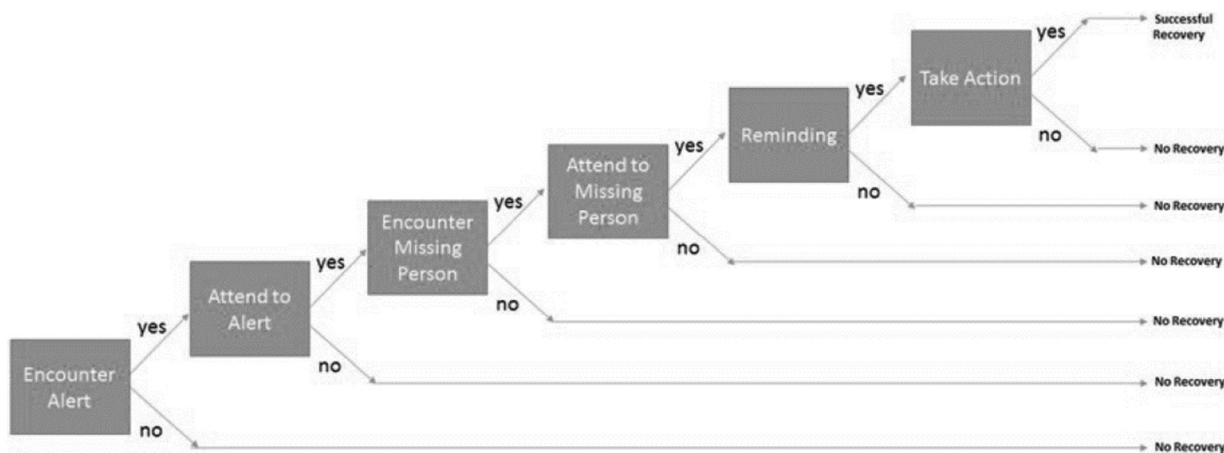 yes
Successful
Recovery
Take Action
yes
no
No Recovery
Reminding
yes
no
No Recovery
Attend to
Missing
Person
yes
no
No Recovery
Encounter
Missing
Person
yes
no
No Recovery
Attend to
Alert
yes
no
No Recovery
Encounter
Alert
yes
no
No Recovery